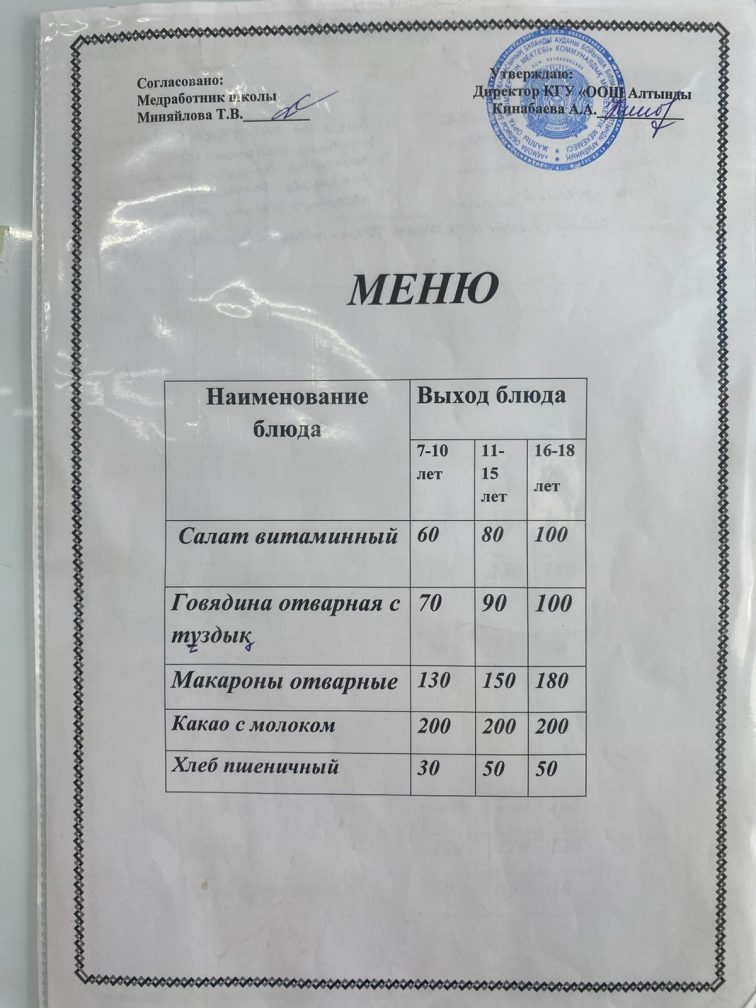 Согласовано:
Медработник школы
Миняйлова Т.В.
Утверждаю:
Директор КГУ «ООШ Алтынды
Кинабаева А.А.
МЕНЮ
Наименование блюда
Выход блюда
7-10 лет
11-15 лет
16-18 лет
Салат витаминный 60 80 100
Говядина отварная с 70 90 100
тұздық
Макароны отварные 130 150 180
Какао с молоком 200 200 200
Хлеб пшеничный 30 50 50